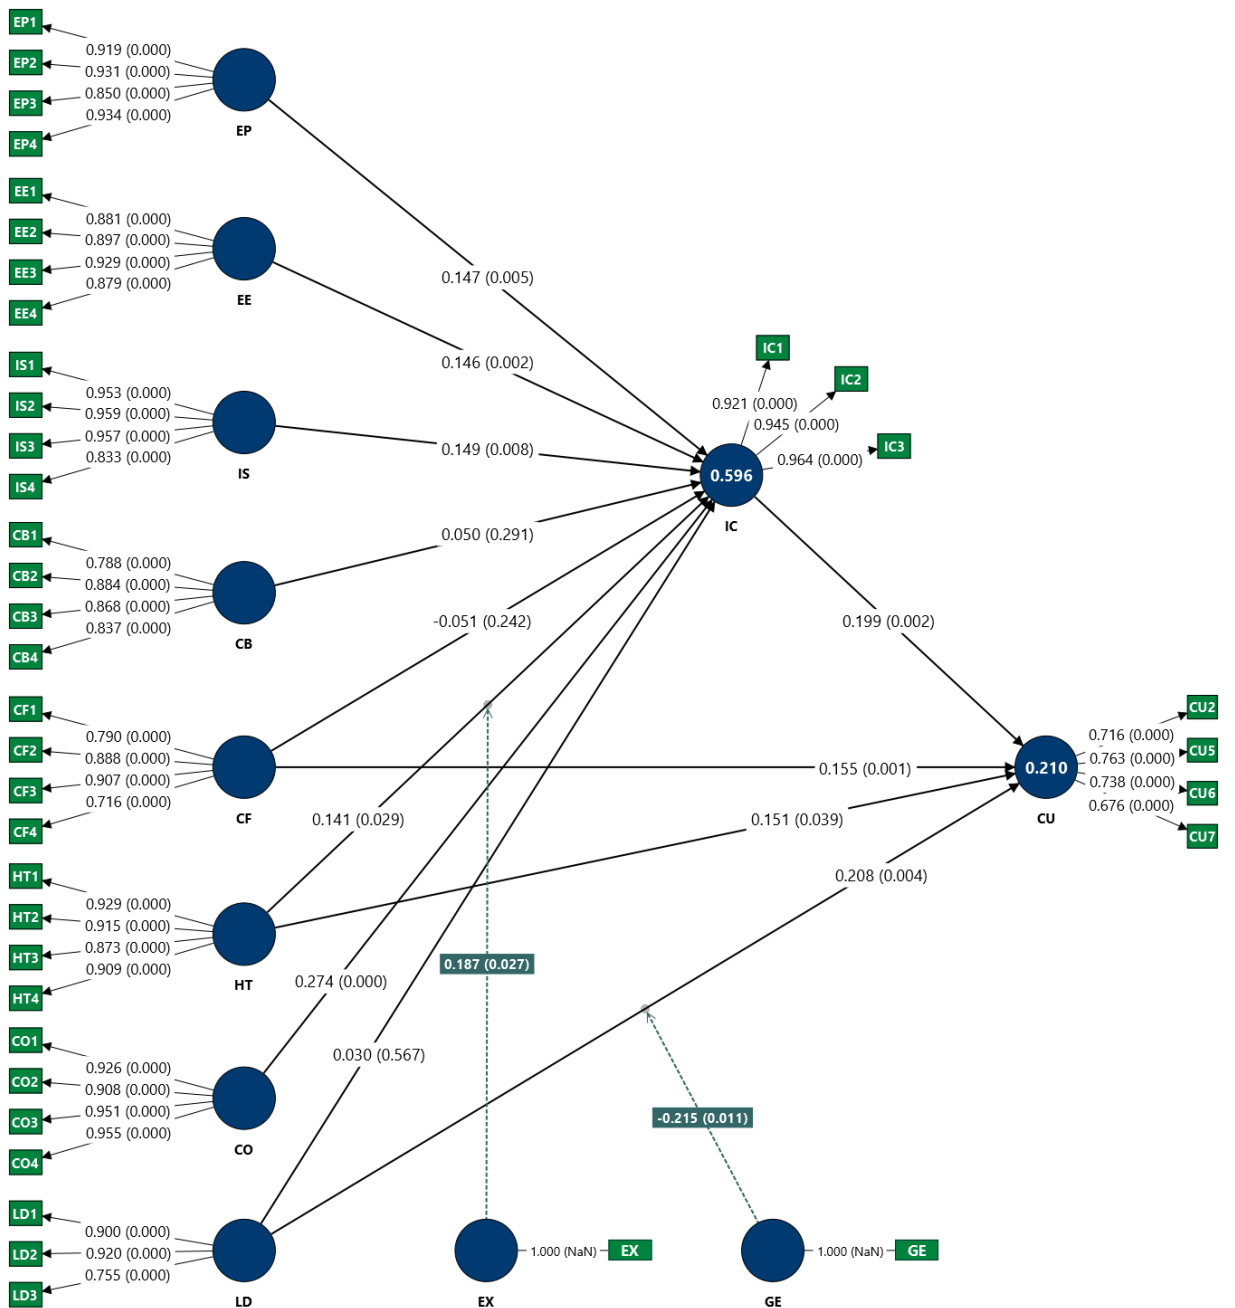 EP1
0.919 (0.000)
EP2
0.931 (0.000)
EP3
0.850 (0.000)
EP4
0.934 (0.000)
EP
EE1
0.881 (0.000)
EE2
0.897 (0.000)
EE3
0.929 (0.000)
EE4
0.879 (0.000)
EE
IS1
0.953 (0.000)
IS2
0.959 (0.000)
IS3
0.957 (0.000)
IS4
0.833 (0.000)
IS
CB1
0.788 (0.000)
CB2
0.884 (0.000)
CB3
0.868 (0.000)
CB4
0.837 (0.000)
CB
CF1
0.790 (0.000)
CF2
0.888 (0.000)
CF3
0.907 (0.000)
CF4
0.716 (0.000)
CF
HT1
0.929 (0.000)
HT2
0.915 (0.000)
HT3
0.873 (0.000)
HT4
0.909 (0.000)
HT
CO1
0.926 (0.000)
CO2
0.908 (0.000)
CO3
0.951 (0.000)
CO4
0.955 (0.000)
CO
LD1
0.900 (0.000)
LD2
0.920 (0.000)
LD3
0.755 (0.000)
LD
0.147 (0.005)
0.146 (0.002)
0.149 (0.008)
0.050 (0.291)
-0.051 (0.242)
0.141 (0.029)
0.274 (0.000)
0.030 (0.567)
0.187 (0.027)
-0.215 (0.011)
IC1
IC2
IC3
0.921 (0.000)
0.945 (0.000)
0.964 (0.000)
0.596
IC
0.199 (0.002)
0.155 (0.001)
0.151 (0.039)
0.208 (0.004)
0.210
CU
0.716 (0.000)
CU2
0.763 (0.000)
CU5
0.738 (0.000)
CU6
0.676 (0.000)
CU7
1.000 (NaN)
EX
EX
1.000 (NaN)
GE
GE